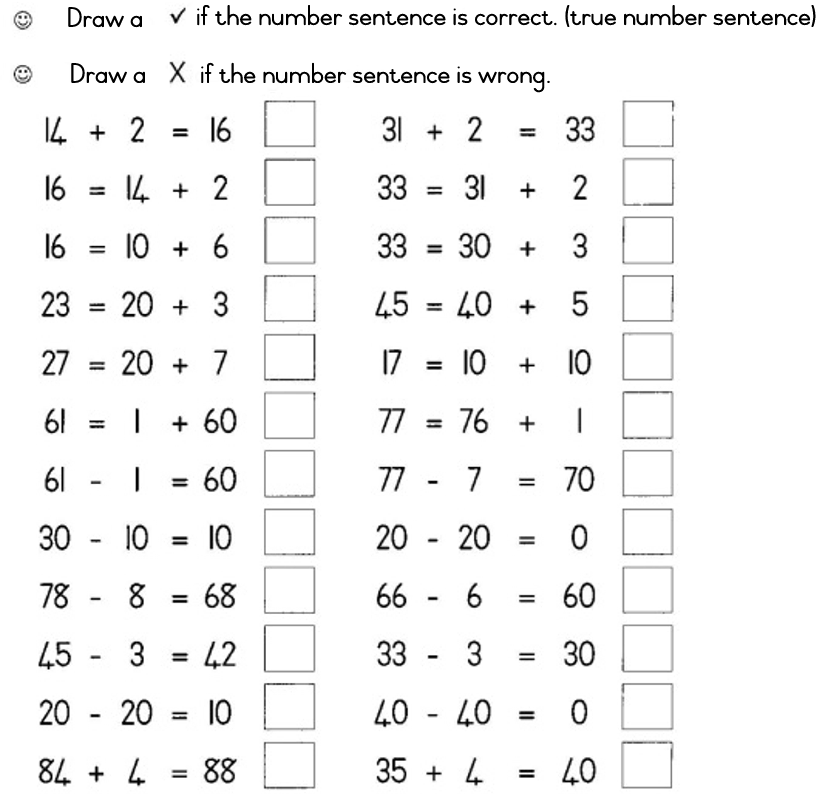 Draw a ✓ if the number sentence is correct. (true number sentence)
Draw a X if the number sentence is wrong.
14 + 2 = 16 31 + 2 = 33
16 = 14 + 2 33 = 31 + 2
16 = 10 + 6 33 = 30 + 3
23 = 20 + 3 45 = 40 + 5
27 = 20 + 7 17 = 10 + 10
61 = 1 + 60 77 = 76 + 1
61 - 1 = 60 77 - 7 = 70
30 - 10 = 10 20 - 20 = 0
78 - 8 = 68 66 - 6 = 60
45 - 3 = 42 33 - 3 = 30
20 - 20 = 10 40 - 40 = 0
84 + 4 = 88 35 + 4 = 40